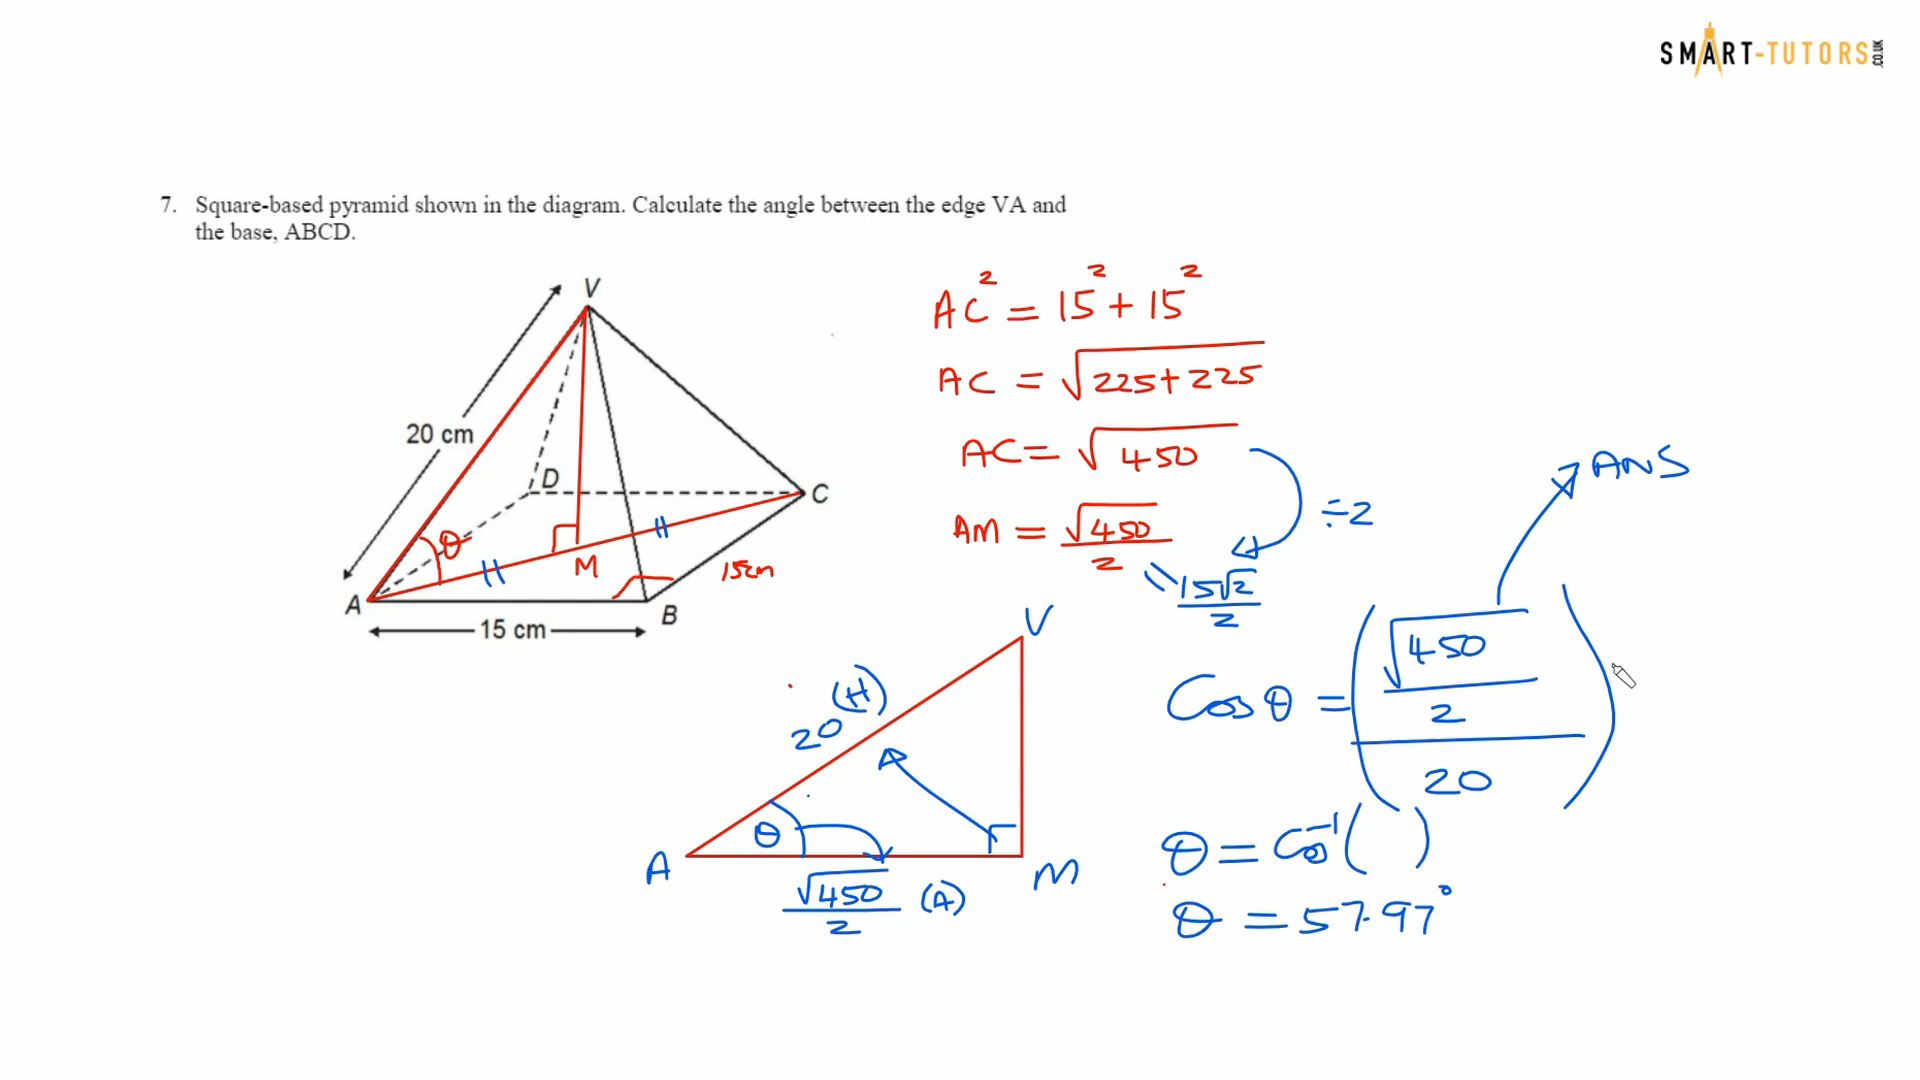 SMART-TUTORS.CO.UK
7. Square-based pyramid shown in the diagram. Calculate the angle between the edge VA and
the base, ABCD.
V
20 cm
D
C
θ
M
15cm
A
B
15 cm
AC² = 15² + 15²
AC = √225+225
AC = √450
÷2
AM = √450/2
= 15√2/2
ANS
V
20 (H)
θ
A
M
√450/2 (A)
Cos θ = ((√450/2)/20)
θ = Cos⁻¹( )
θ = 57.97°